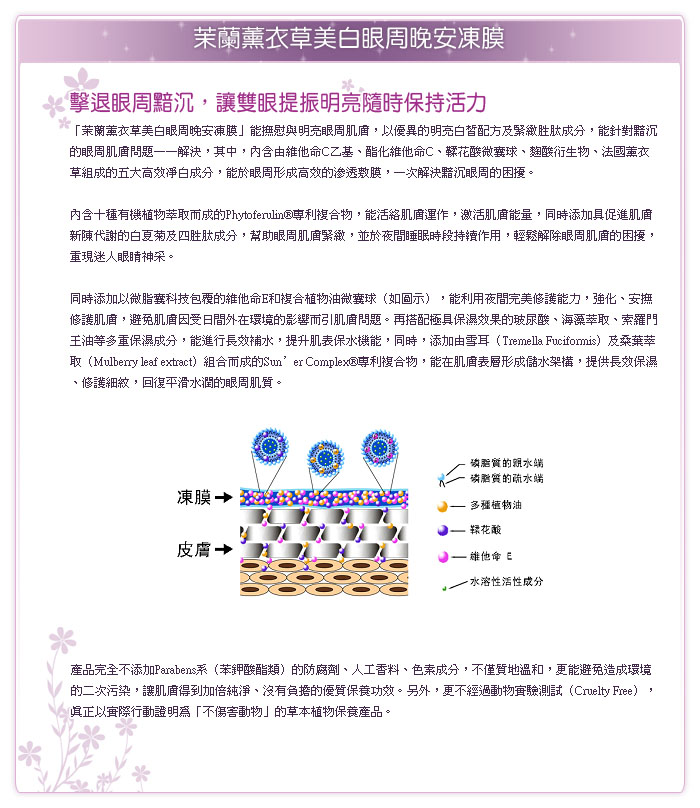 茉蘭薰衣草美白眼周晚安凍膜
擊退眼周黯沉，讓雙眼提振明亮隨時保持活力
「茉蘭薰衣草美白眼周晚安凍膜」能撫慰與明亮眼周肌膚，以優異的明亮白皙配方及緊緻胜肽成分，能針對黯沉
的眼周肌膚問題一一解決，其中，內含由維他命C乙基、酯化維他命C、鞣花酸微囊球、麴酸衍生物、法國薰衣
草組成的五大高效淨白成分，能於眼周形成高效的滲透敷膜，一次解決黯沉眼周的困擾。
內含十種有機植物萃取而成的Phytoferulin®專利複合物，能活絡肌膚運作，激活肌膚能量，同時添加具促進肌膚
新陳代謝的白夏菊及四胜肽成分，幫助眼周肌膚緊緻，並於夜間睡眠時段持續作用，輕鬆解除眼周肌膚的困擾，
重現迷人眼睛神采。
同時添加以微脂囊科技包覆的維他命E和複合植物油微囊球（如圖示），能利用夜間完美修護能力，強化、安撫
修護肌膚，避免肌膚因受日間外在環境的影響而引肌膚問題。再搭配極具保濕效果的玻尿酸、海藻萃取、索羅門
王油等多重保濕成分，能進行長效補水，提升肌表保水機能，同時，添加由雪耳（Tremella Fuciformis）及桑葉萃
取（Mulberry leaf extract）組合而成的Sun’er Complex®專利複合物，能在肌膚表層形成儲水架構，提供長效保濕
、修護細紋，回復平滑水潤的眼周肌質。
磷脂質的親水端
磷脂質的疏水端
凍膜
多種植物油
鞣花酸
皮膚
維他命 E
水溶性活性成分
產品完全不添加Parabens系（苯鉀酸酯類）的防腐劑、人工香料、色素成分，不僅質地溫和，更能避免造成環境
的二次污染，讓肌膚得到加倍純淨、沒有負擔的優質保養功效。另外，更不經過動物實驗測試（Cruelty Free），
真正以實際行動證明為「不傷害動物」的草本植物保養產品。